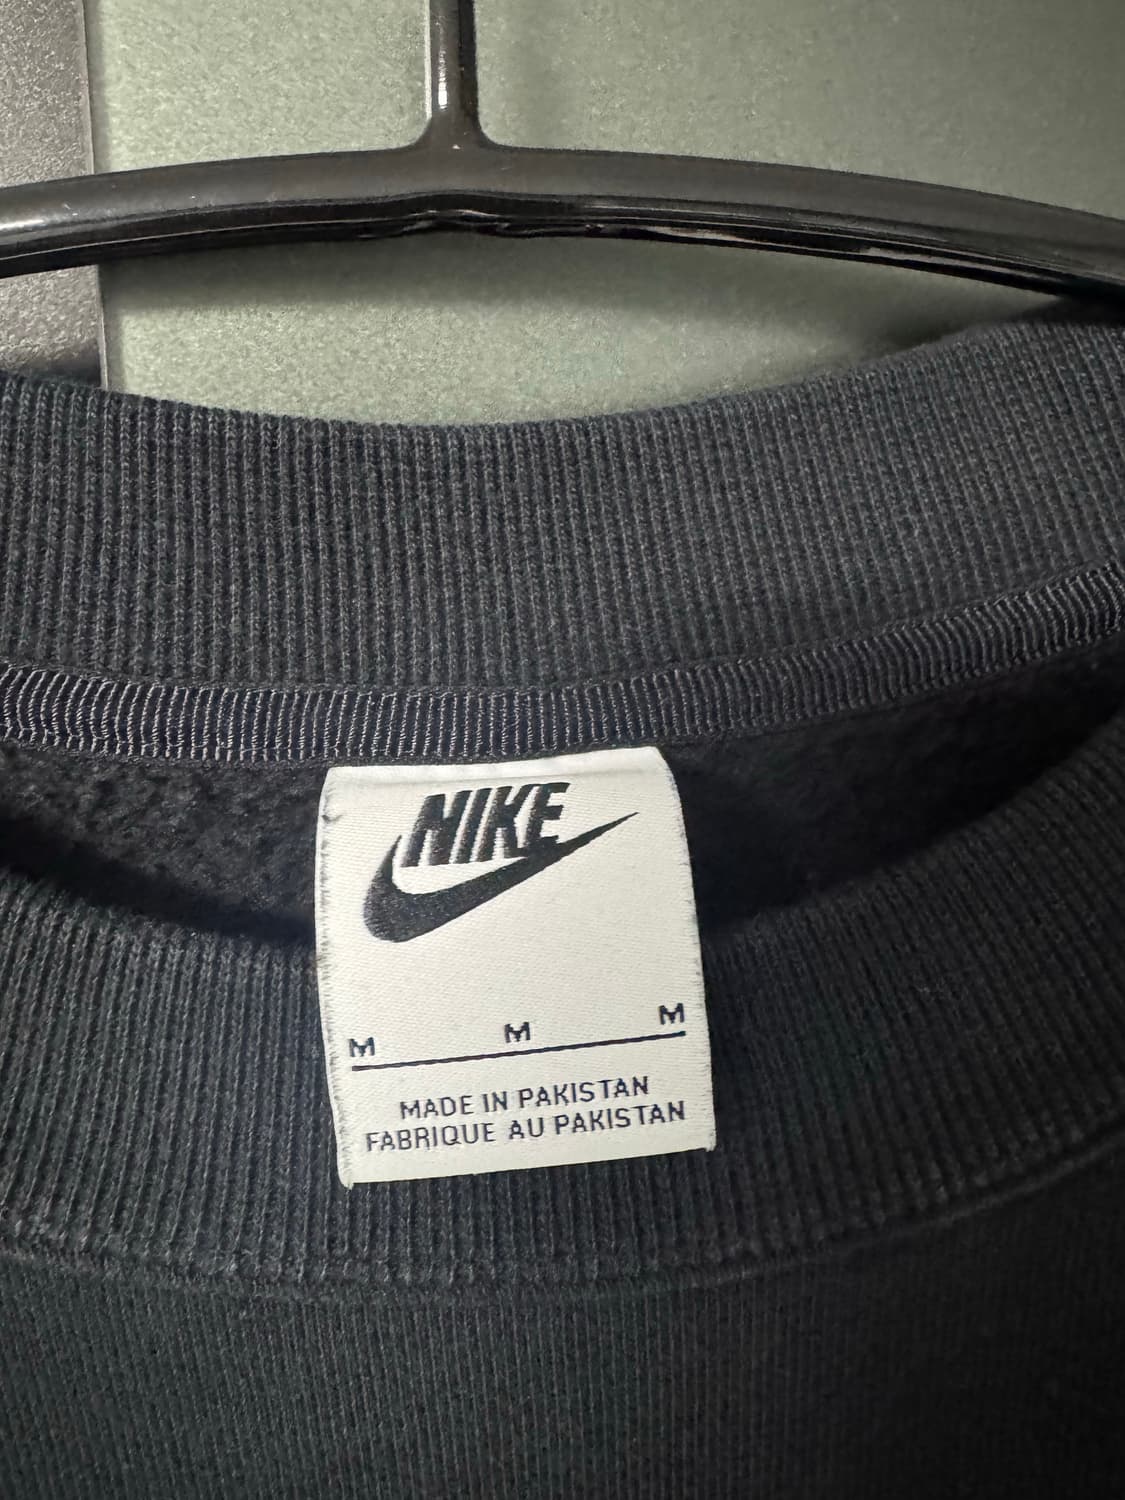 NIKE
M M M
MADE IN PAKISTAN
FABRIQUE AU PAKISTAN